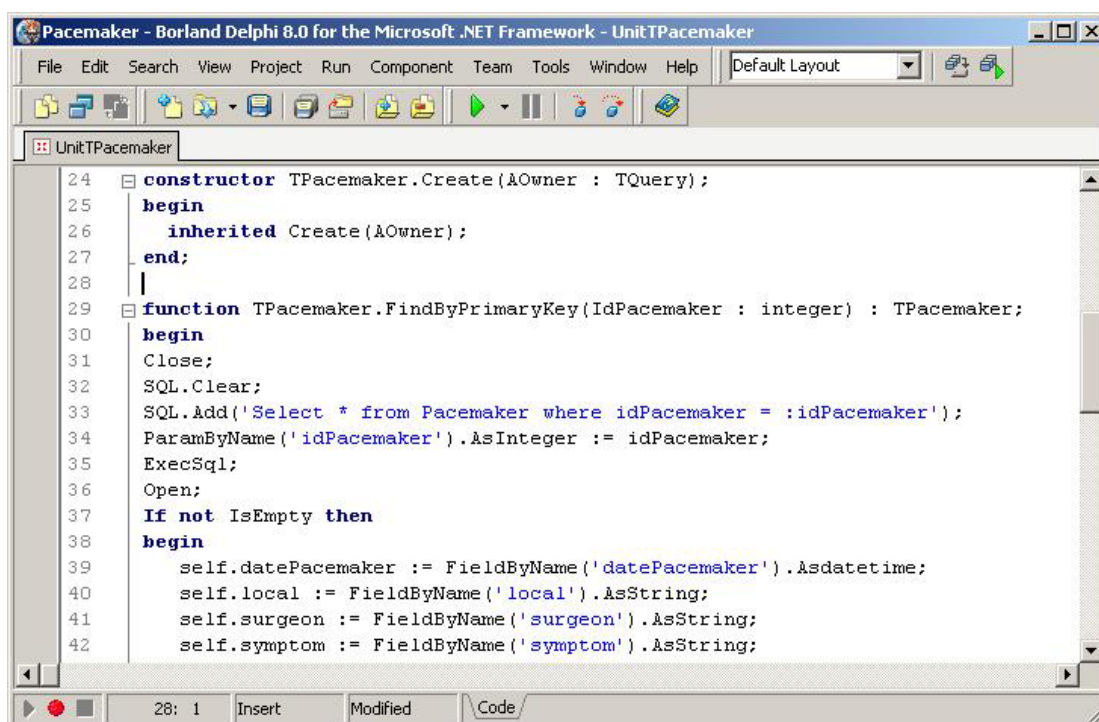 Pacemaker - Borland Delphi 8.0 for the Microsoft .NET Framework - UnitTPacemaker
File Edit Search View Project Run Component Team Tools Window Help Default Layout
UnitTPacemaker
24 constructor TPacemaker.Create(AOwner : TQuery);
25 begin
26 inherited Create(AOwner);
27 end;
28
29 function TPacemaker.FindByPrimaryKey(IdPacemaker : integer) : TPacemaker;
30 begin
31 Close;
32 SQL.Clear;
33 SQL.Add('Select * from Pacemaker where idPacemaker = :idPacemaker');
34 ParamByName('idPacemaker').AsInteger := idPacemaker;
35 ExecSql;
36 Open;
37 If not IsEmpty then
38 begin
39 self.datePacemaker := FieldByName('datePacemaker').Asdatetime;
40 self.local := FieldByName('local').AsString;
41 self.surgeon := FieldByName('surgeon').AsString;
42 self.symptom := FieldByName('symptom').AsString;
28: 1 Insert Modified Code